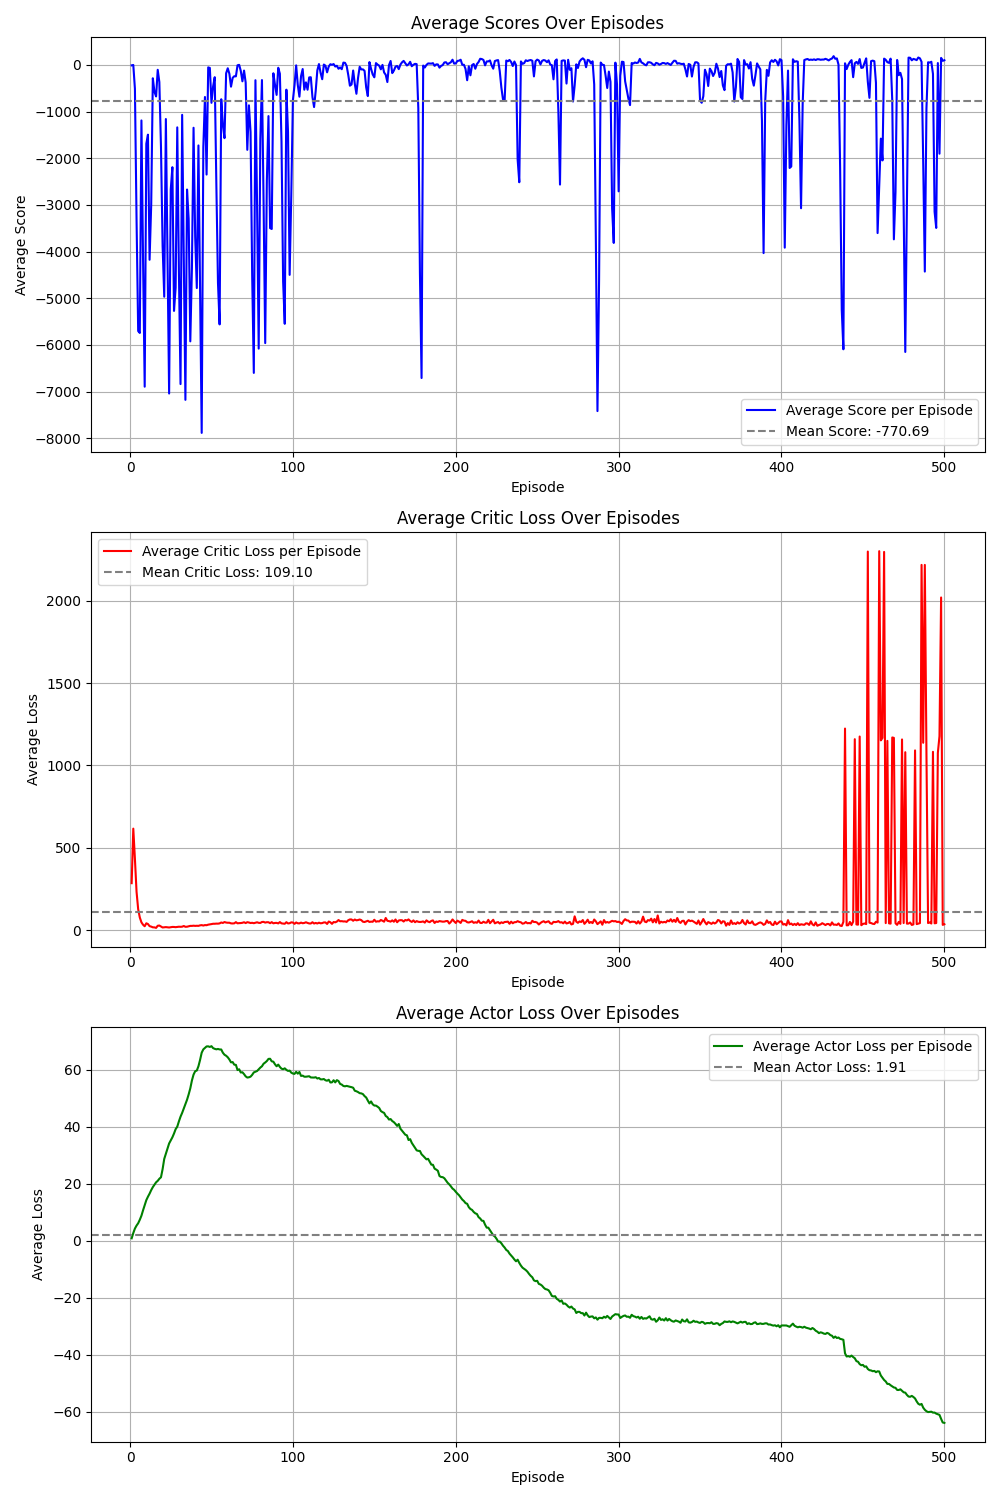 Average Scores Over Episodes
0
−1000
−2000
−3000
−4000
−5000
−6000
−7000
−8000
Average Score
Average Score per Episode
Mean Score: -770.69
0 100 200 300 400 500
Episode
Average Critic Loss Over Episodes
Average Critic Loss per Episode
Mean Critic Loss: 109.10
2000
1500
1000
500
0
Average Loss
0 100 200 300 400 500
Episode
Average Actor Loss Over Episodes
Average Actor Loss per Episode
Mean Actor Loss: 1.91
60
40
20
0
−20
−40
−60
Average Loss
0 100 200 300 400 500
Episode